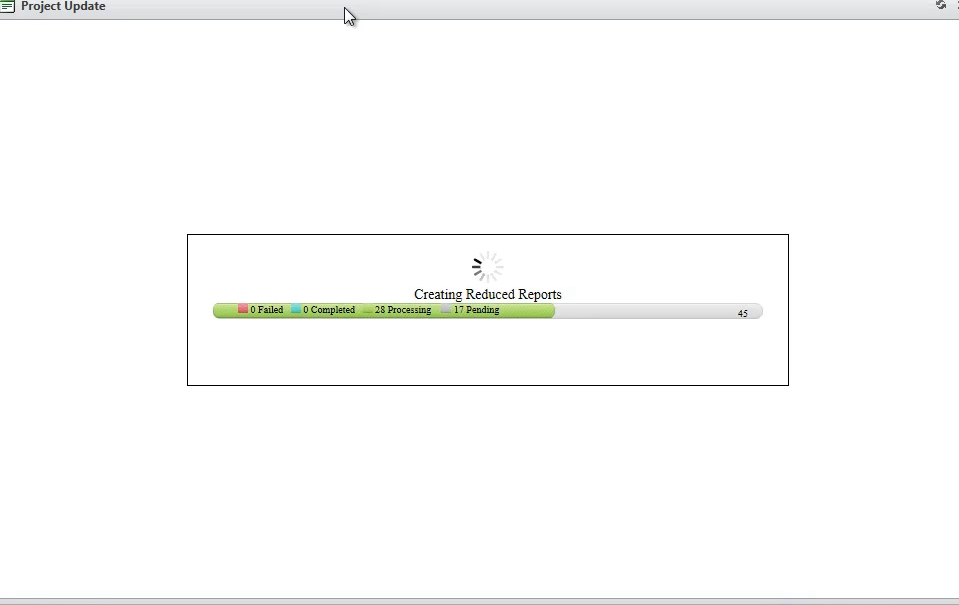 Project Update
Creating Reduced Reports
0 Failed 0 Completed 28 Processing 17 Pending 45